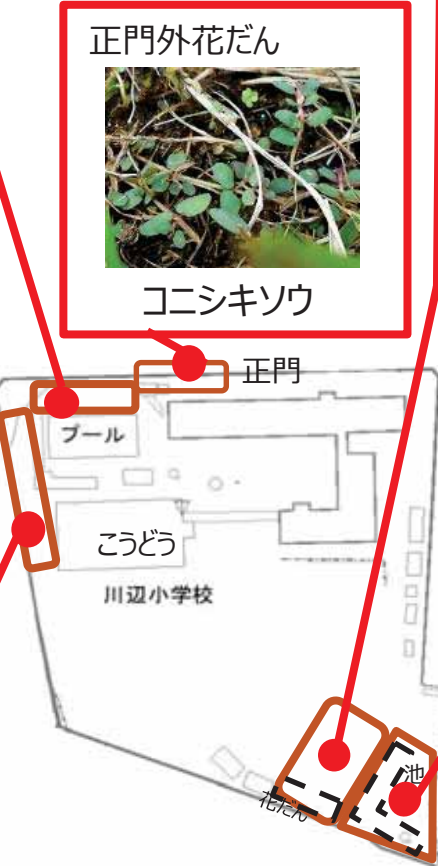 正門外花だん
コニシキソウ
正門
プール
こうどう
川辺小学校
池
花だん